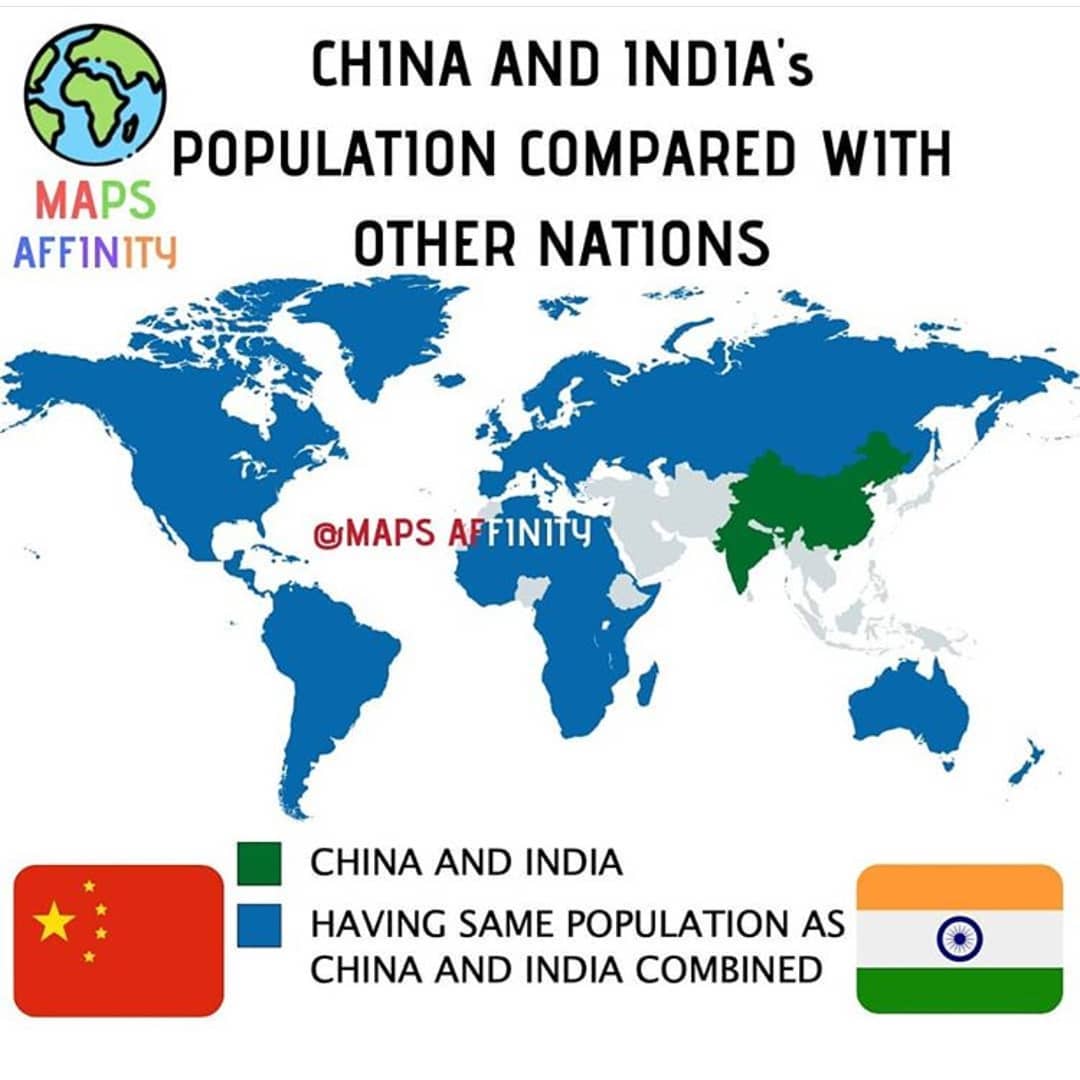 CHINA AND INDIA's
POPULATION COMPARED WITH
OTHER NATIONS
MAPS
AFFINITY
@MAPS AFFINITY
CHINA AND INDIA
HAVING SAME POPULATION AS
CHINA AND INDIA COMBINED